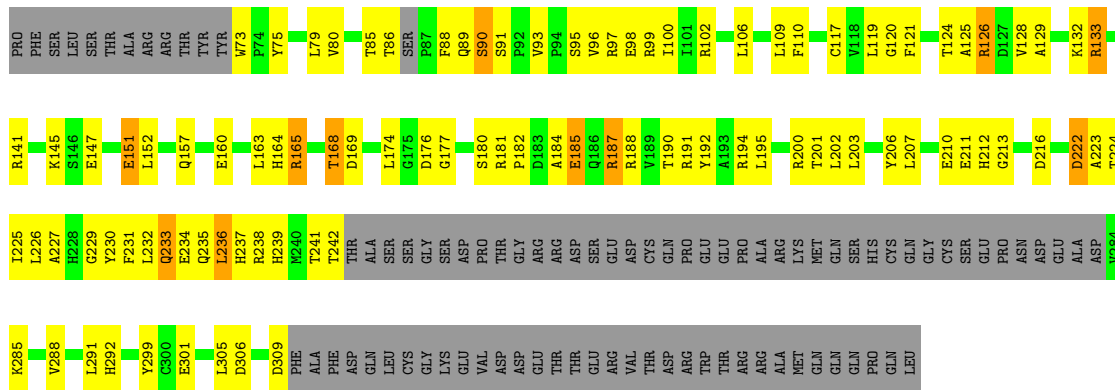 PRO PHE SER LEU SER THR ALA ARG ARG THR TYR TYR W73 P74 Y75 L79 V80 T85 T86 SER P87 F88 Q89 S90 S91 P92 V93 P94 S95 V96 R97 E98 R99 I100 I101 R102 L106 L109 F110 C117 V118 L119 G120 F121 T124 A125 R126 D127 V128 A129 K132 R133
R141 K145 S146 E147 E151 L152 Q157 E160 L163 H164 R165 T168 D169 L174 G175 D176 G177 S180 R181 P182 D183 A184 E185 Q186 R187 R188 V189 T190 R191 Y192 A193 R194 L195 R200 T201 L202 L203 Y206 L207 E210 E211 H212 G213 D216 D222 A223 T224
I225 L226 A227 H228 G229 Y230 F231 L232 Q233 E234 Q235 L236 H237 R238 H239 M240 T241 T242 THR ALA SER SER GLY SER ASP PRO THR GLY ARG ARG ASP SER GLU ASP CYS GLN PRO GLU GLU PRO ALA ARG LYS MET GLN SER HIS CYS GLN GLY CYS SER GLU PRO ASN ASP GLU ALA ASP V284
K285 V288 L291 H292 Y299 C300 E301 L305 D306 D309 PHE ALA PHE ASP GLN LEU CYS GLY LYS GLU VAL ASP ASP GLU THR THR GLU ARG VAL THR ASP ARG TRP THR ARG ARG ALA MET GLN GLN GLN PRO GLN LEU